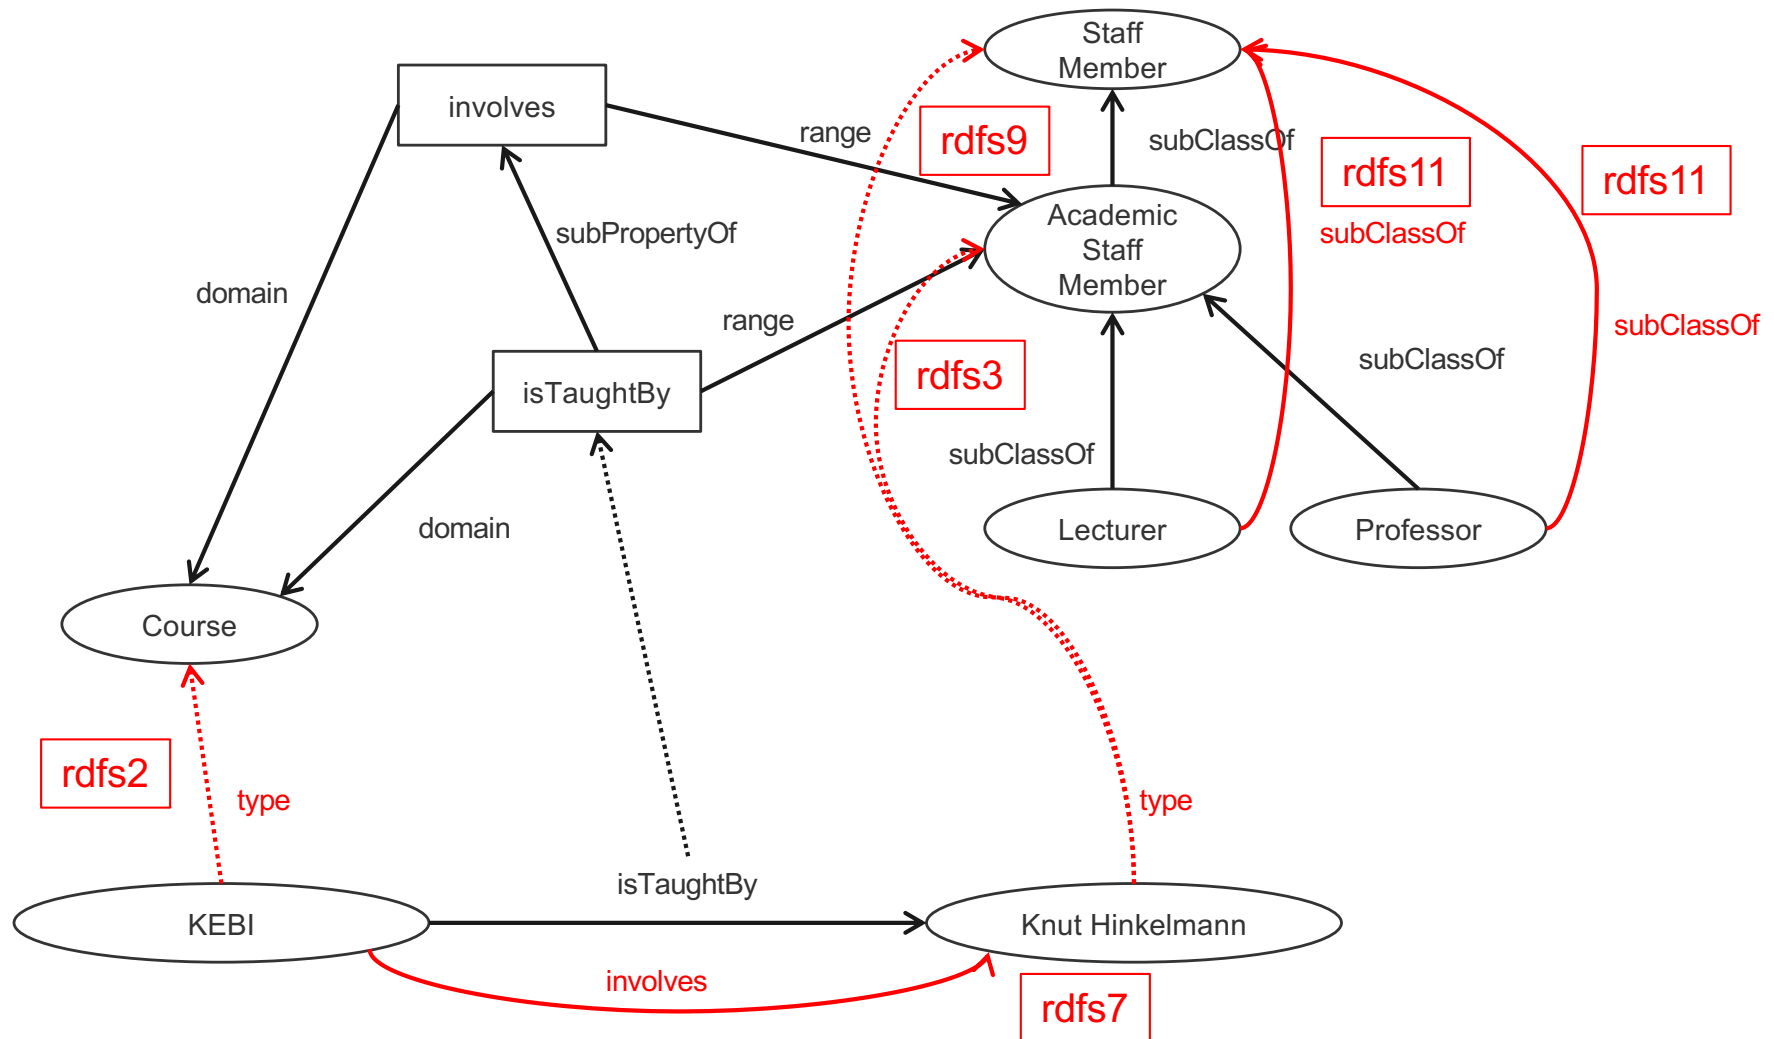 Staff
Member
involves
range
rdfs9
subClassOf
rdfs11
rdfs11
Academic
Staff
Member
subPropertyOf
subClassOf
domain
range
subClassOf
rdfs3
subClassOf
isTaughtBy
subClassOf
domain
Lecturer
Professor
Course
rdfs2
type
type
isTaughtBy
KEBI
Knut Hinkelmann
involves
rdfs7